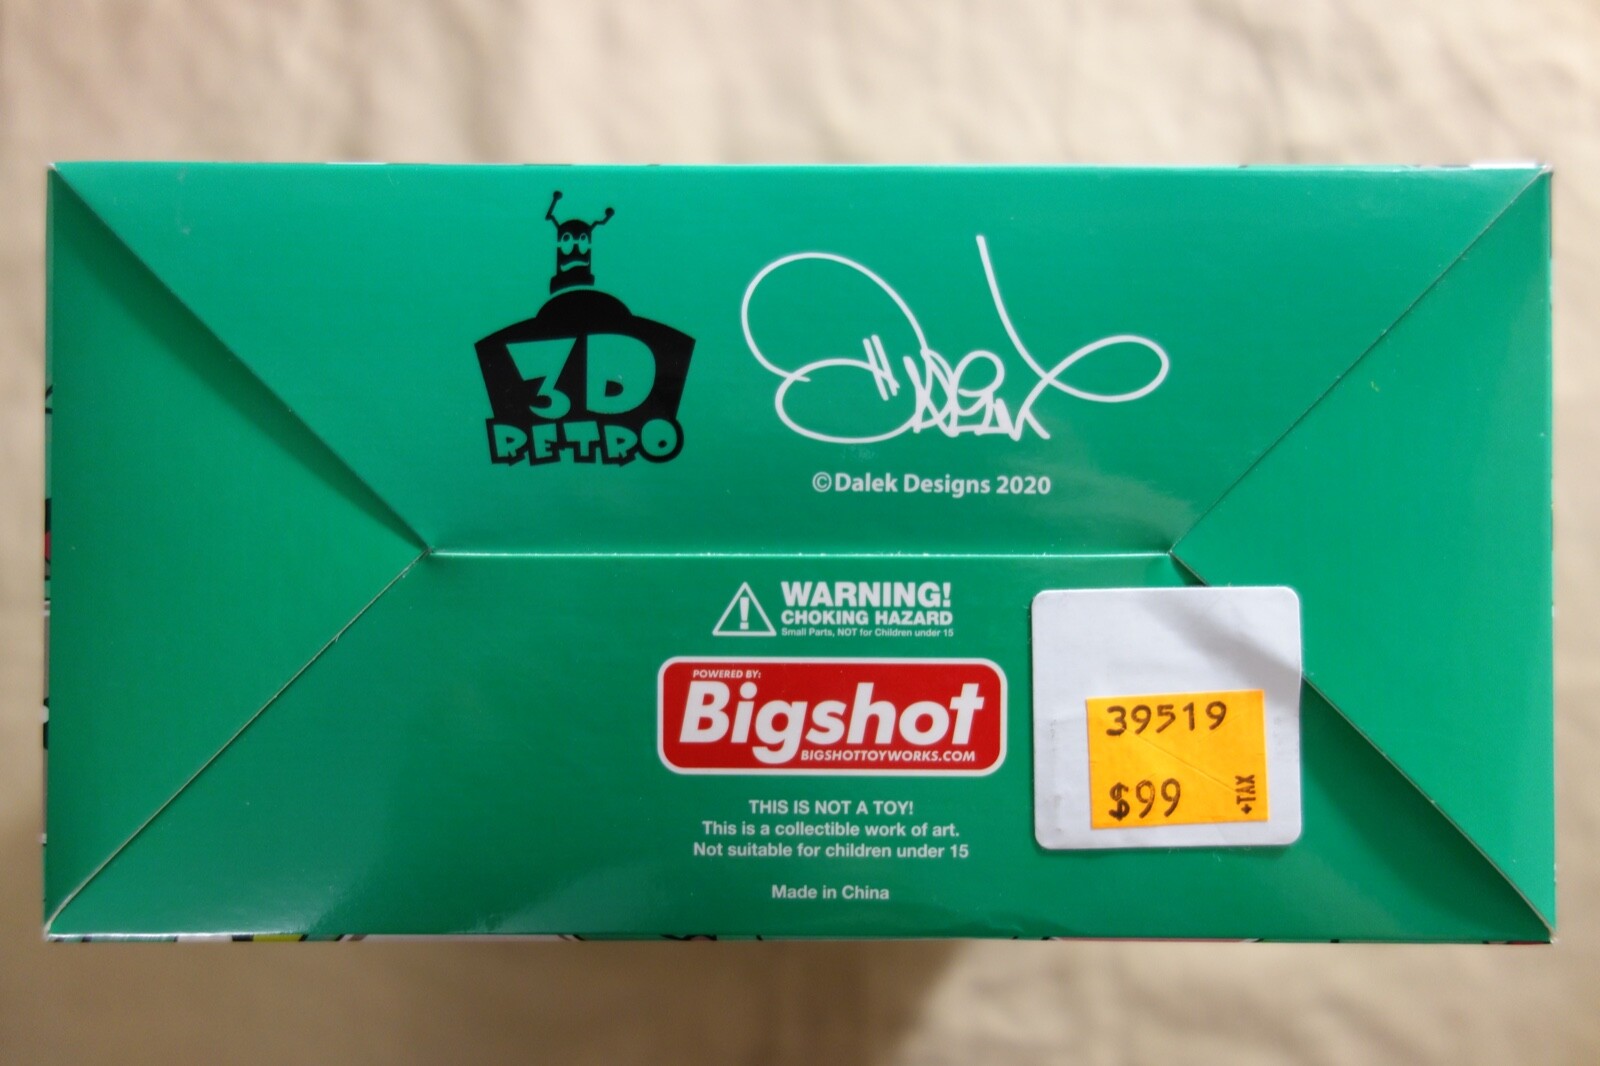 3D
RETRO
Dalek
©Dalek Designs 2020
WARNING!
CHOKING HAZARD
Small Parts, NOT for Children under 15
POWERED BY:
Bigshot
BIGSHOTTOYWORKS.COM
THIS IS NOT A TOY!
This is a collectible work of art.
Not suitable for children under 15
Made in China
39519
$99
+TAX